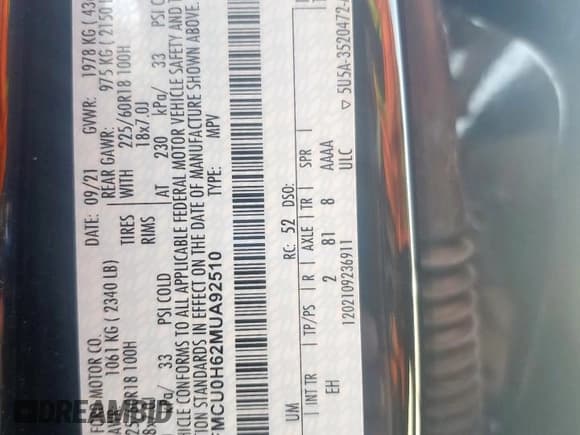 FORD MOTOR CO.
DATE: 09/21
GVWR: 1978 KG
1061 KG (2340 LB)
REAR GAWR: 975 KG (2150
TIRES
WITH 225/60R18 100H
RIMS
18x7.0J
33 PSI COLD
AT 230 kPa/ 33 PSI
VEHICLE CONFORMS TO ALL APPLICABLE FEDERAL MOTOR VEHICLE SAFETY AND
STANDARDS IN EFFECT ON THE DATE OF MANUFACTURE SHOWN ABOVE.
FMCU0H62MUA92510
TYPE: MPV
UM
RC: 52 DSO:
INT TR TP/PS R AXLE TR SPR
EH 2 81 8 AAAA
ULC
1202109236911
▽ 5U5A-3520472-
DREAMBID